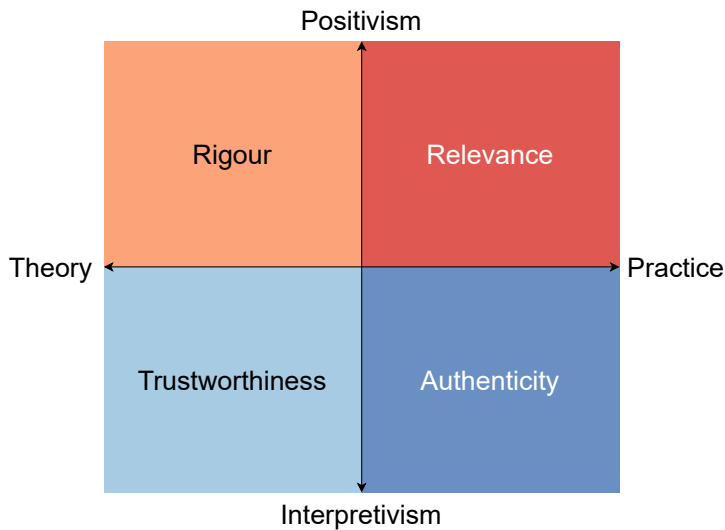 Positivism
Rigour
Relevance
Theory
Practice
Trustworthiness
Authenticity
Interpretivism